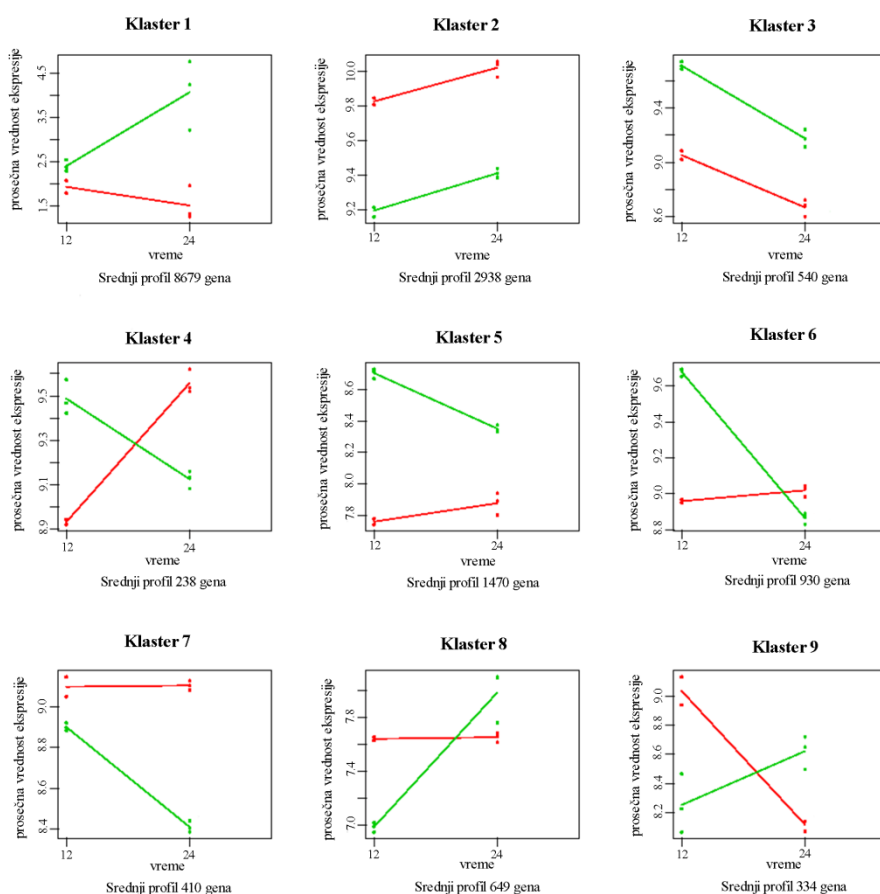 Klaster 1
prosečna vrednost ekspresije
4.5
3.5
2.5
1.5
12
24
vreme
Srednji profil 8679 gena
Klaster 2
prosečna vrednost ekspresije
10.0
9.8
9.6
9.4
9.2
12
24
vreme
Srednji profil 2938 gena
Klaster 3
prosečna vrednost ekspresije
9.4
9.0
8.6
12
24
vreme
Srednji profil 540 gena
Klaster 4
prosečna vrednost ekspresije
9.5
9.3
9.1
8.9
12
24
vreme
Srednji profil 238 gena
Klaster 5
prosečna vrednost ekspresije
8.6
8.4
8.2
8.0
7.8
12
24
vreme
Srednji profil 1470 gena
Klaster 6
prosečna vrednost ekspresije
9.6
9.4
9.2
9.0
8.8
12
24
vreme
Srednji profil 930 gena
Klaster 7
prosečna vrednost ekspresije
9.0
8.8
8.6
8.4
12
24
vreme
Srednji profil 410 gena
Klaster 8
prosečna vrednost ekspresije
7.8
7.4
7.0
12
24
vreme
Srednji profil 649 gena
Klaster 9
prosečna vrednost ekspresije
9.0
8.6
8.2
12
24
vreme
Srednji profil 334 gena